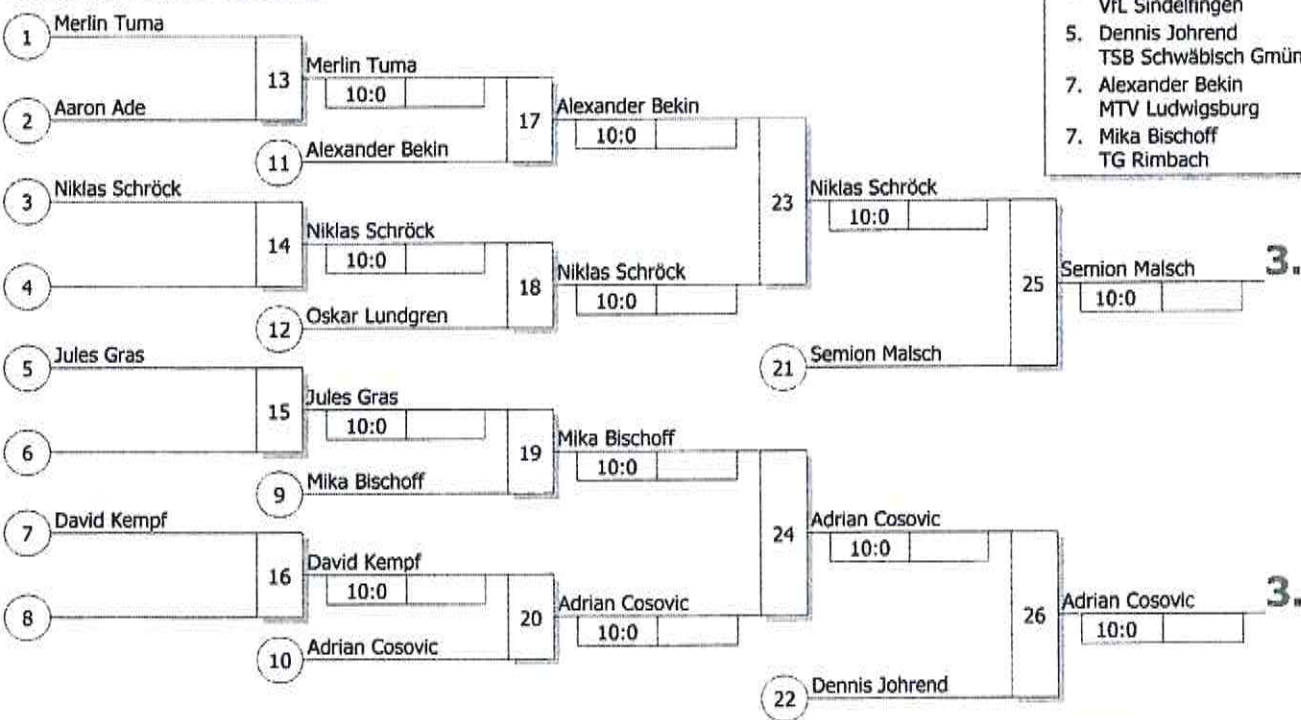 VfL Sindelfingen
5. Dennis Johrend
TSB Schwäbisch Gmün
7. Alexander Bekin
MTV Ludwigsburg
7. Mika Bischoff
TG Rimbach
1 Merlin Tuma
2 Aaron Ade
3 Niklas Schröck
4
5 Jules Gras
6
7 David Kempf
8
13 Merlin Tuma
10:0
11 Alexander Bekin
14 Niklas Schröck
10:0
12 Oskar Lundgren
15 Jules Gras
10:0
9 Mika Bischoff
16 David Kempf
10:0
10 Adrian Cosovic
17 Alexander Bekin
10:0
18 Niklas Schröck
10:0
19 Mika Bischoff
10:0
20 Adrian Cosovic
10:0
23 Niklas Schröck
10:0
21 Semion Malsch
24 Adrian Cosovic
10:0
22 Dennis Johrend
25 Semion Malsch 3.
10:0
26 Adrian Cosovic 3.
10:0